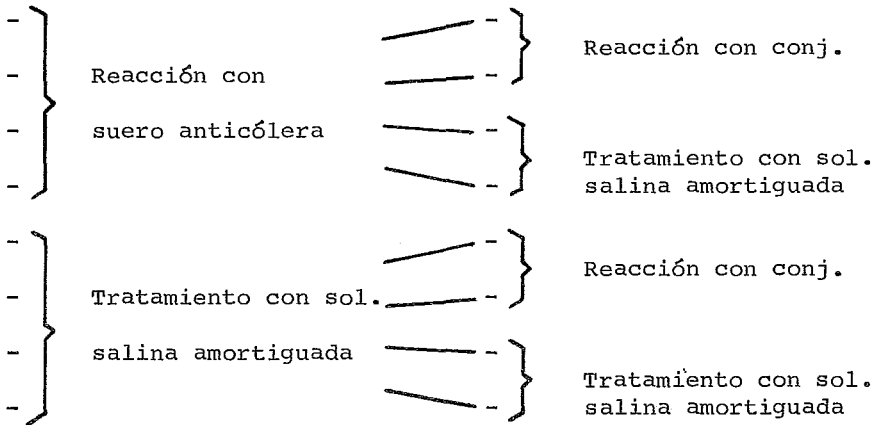 Reacción con conj.
Reacción con
suero anticólera
Tratamiento con sol.
salina amortiguada
Reacción con conj.
Tratamiento con sol.
salina amortiguada
Tratamiento con sol.
salina amortiguada